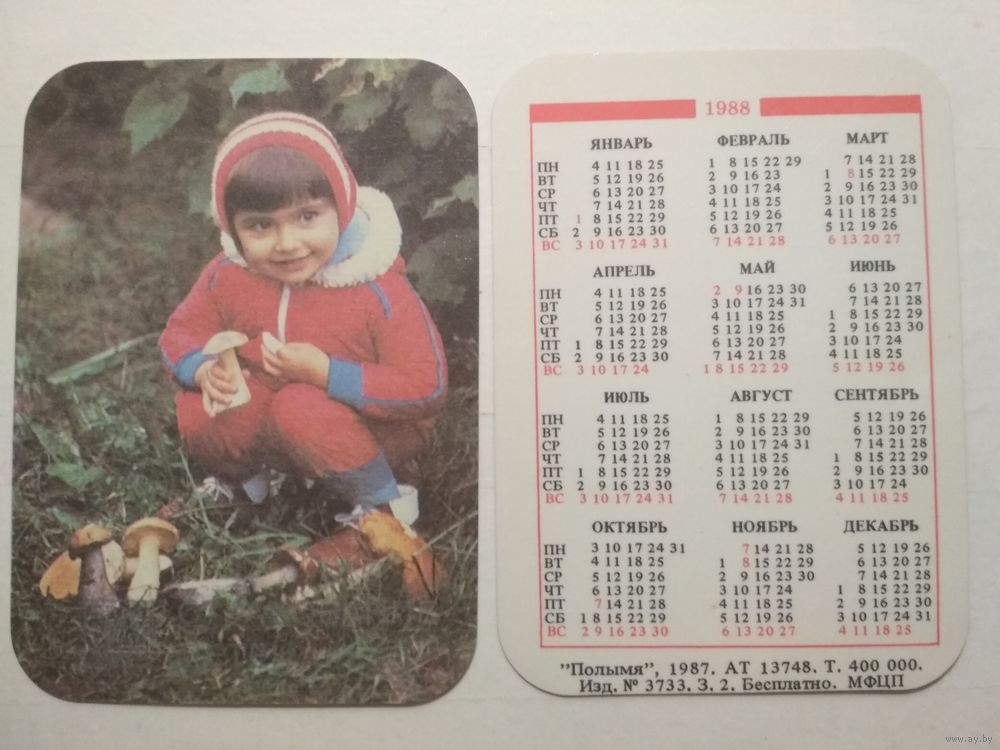 1988
ЯНВАРЬ ФЕВРАЛЬ МАРТ
ПН 4 11 18 25 1 8 15 22 29 7 14 21 28
ВТ 5 12 19 26 2 9 16 23 1 8 15 22 29
СР 6 13 20 27 3 10 17 24 2 9 16 23 30
ЧТ 7 14 21 28 4 11 18 25 3 10 17 24 31
ПТ 1 8 15 22 29 5 12 19 26 4 11 18 25
СБ 2 9 16 23 30 6 13 20 27 5 12 19 26
ВС 3 10 17 24 31 7 14 21 28 6 13 20 27
АПРЕЛЬ МАЙ ИЮНЬ
ПН 4 11 18 25 2 9 16 23 30 6 13 20 27
ВТ 5 12 19 26 3 10 17 24 31 7 14 21 28
СР 6 13 20 27 4 11 18 25 1 8 15 22 29
ЧТ 7 14 21 28 5 12 19 26 2 9 16 23 30
ПТ 1 8 15 22 29 6 13 20 27 3 10 17 24
СБ 2 9 16 23 30 7 14 21 28 4 11 18 25
ВС 3 10 17 24 1 8 15 22 29 5 12 19 26
ИЮЛЬ АВГУСТ СЕНТЯБРЬ
ПН 4 11 18 25 1 8 15 22 29 5 12 19 26
ВТ 5 12 19 26 2 9 16 23 30 6 13 20 27
СР 6 13 20 27 3 10 17 24 31 7 14 21 28
ЧТ 7 14 21 28 4 11 18 25 1 8 15 22 29
ПТ 1 8 15 22 29 5 12 19 26 2 9 16 23 30
СБ 2 9 16 23 30 6 13 20 27 3 10 17 24
ВС 3 10 17 24 31 7 14 21 28 4 11 18 25
ОКТЯБРЬ НОЯБРЬ ДЕКАБРЬ
ПН 3 10 17 24 31 7 14 21 28 5 12 19 26
ВТ 4 11 18 25 1 8 15 22 29 6 13 20 27
СР 5 12 19 26 2 9 16 23 30 7 14 21 28
ЧТ 6 13 20 27 3 10 17 24 1 8 15 22 29
ПТ 7 14 21 28 4 11 18 25 2 9 16 23 30
СБ 1 8 15 22 29 5 12 19 26 3 10 17 24 31
ВС 2 9 16 23 30 6 13 20 27 4 11 18 25
"Полымя", 1987. АТ 13748. Т. 400 000.
Изд. № 3733. З. 2. Бесплатно. МФЦП
www.ay.by